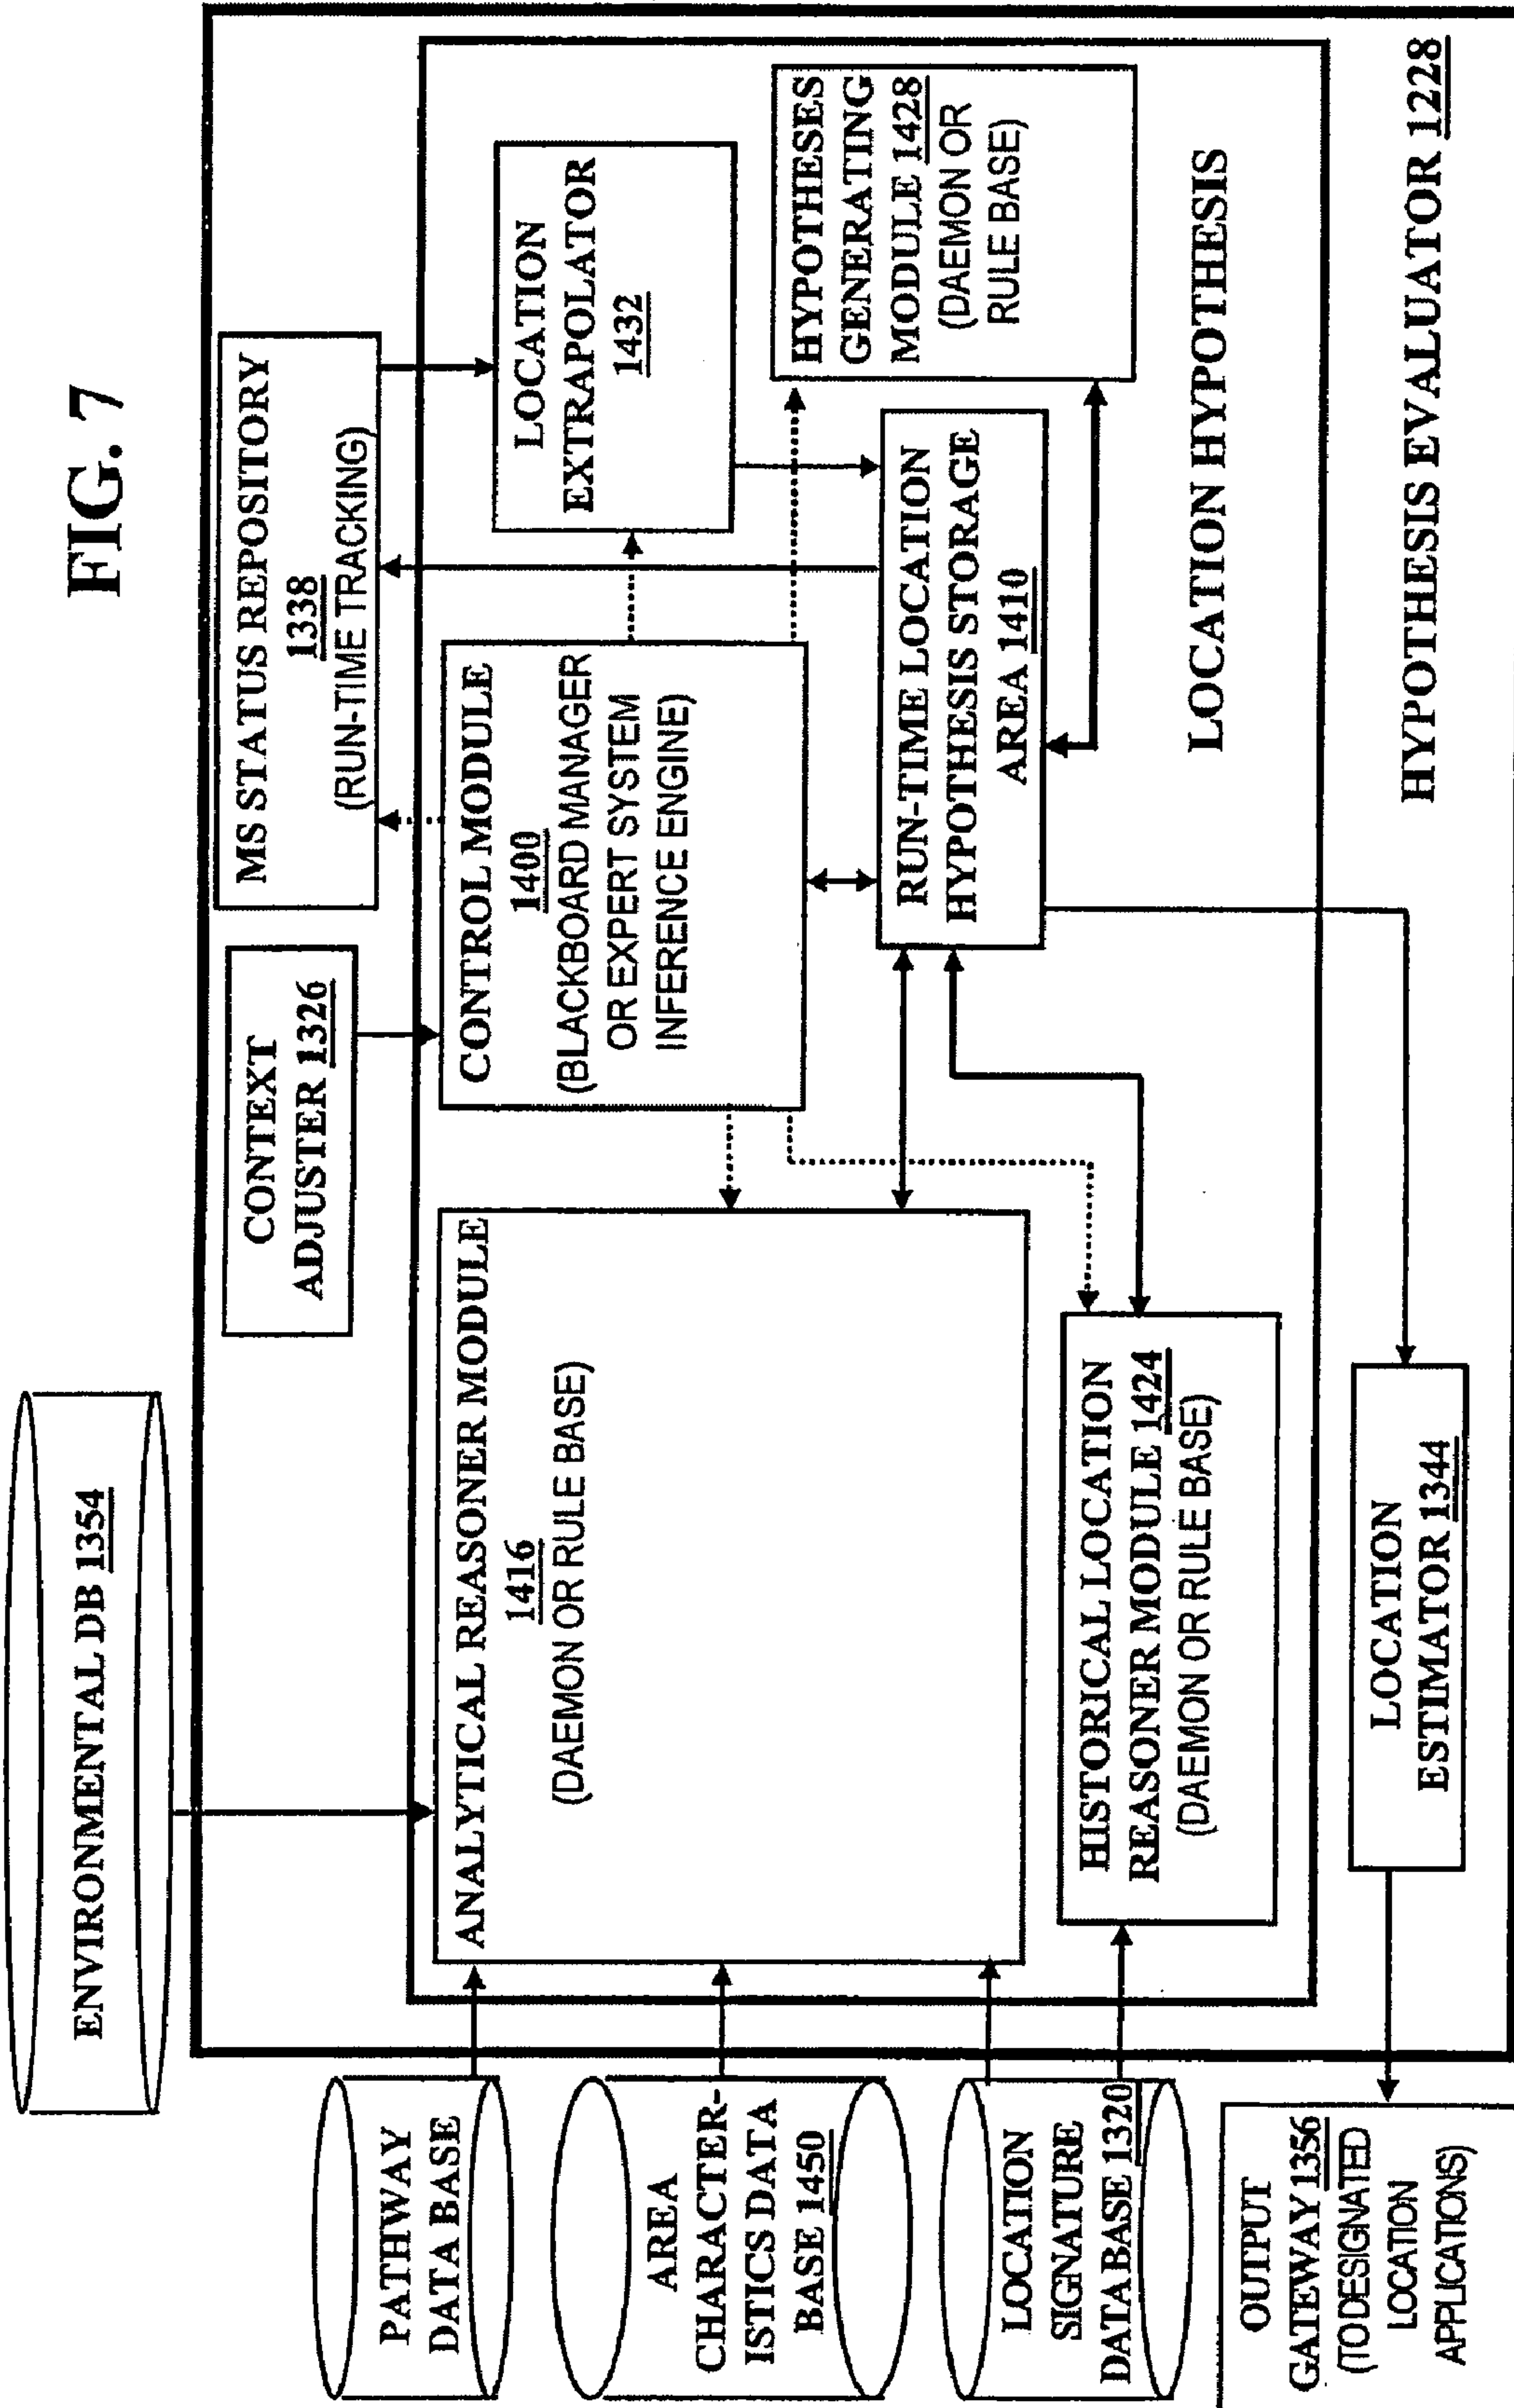 FIG. 7
ENVIRONMENTAL DB 1354
CONTEXT
ADJUSTER 1326
MS STATUS REPOSITORY
1338
(RUN-TIME TRACKING)
PATHWAY
DATA BASE
AREA
CHARACTER-
ISTICS DATA
BASE 1450
LOCATION
SIGNATURE
DATABASE 1320
OUTPUT
GATEWAY 1356
(TO DESIGNATED
LOCATION
APPLICATIONS)
ANALYTICAL REASONER MODULE
1416
(DAEMON OR RULE BASE)
CONTROL MODULE
1400
(BLACKBOARD MANAGER
OR EXPERT SYSTEM
INFERENCE ENGINE)
LOCATION
EXTRAPOLATOR
1432
HYPOTHESES
GENERATING
MODULE 1428
(DAEMON OR
RULE BASE)
RUN-TIME LOCATION
HYPOTHESIS STORAGE
AREA 1410
HISTORICAL LOCATION
REASONER MODULE 1424
(DAEMON OR RULE BASE)
LOCATION HYPOTHESIS
LOCATION
ESTIMATOR 1344
HYPOTHESIS EVALUATOR 1228